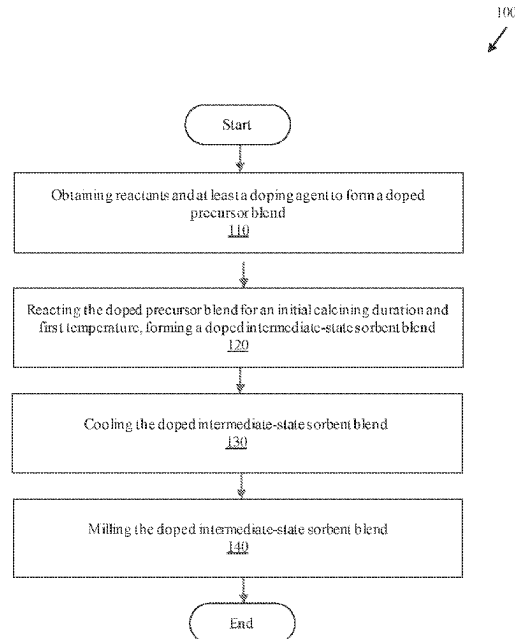 100
Start
Obtaining reactants and at least a doping agent to form a doped
precursor blend
110
Reacting the doped precursor blend for an initial calcining duration and
first temperature, forming a doped intermediate-state sorbent blend
120
Cooling the doped intermediate-state sorbent blend
130
Milling the doped intermediate-state sorbent blend
140
End